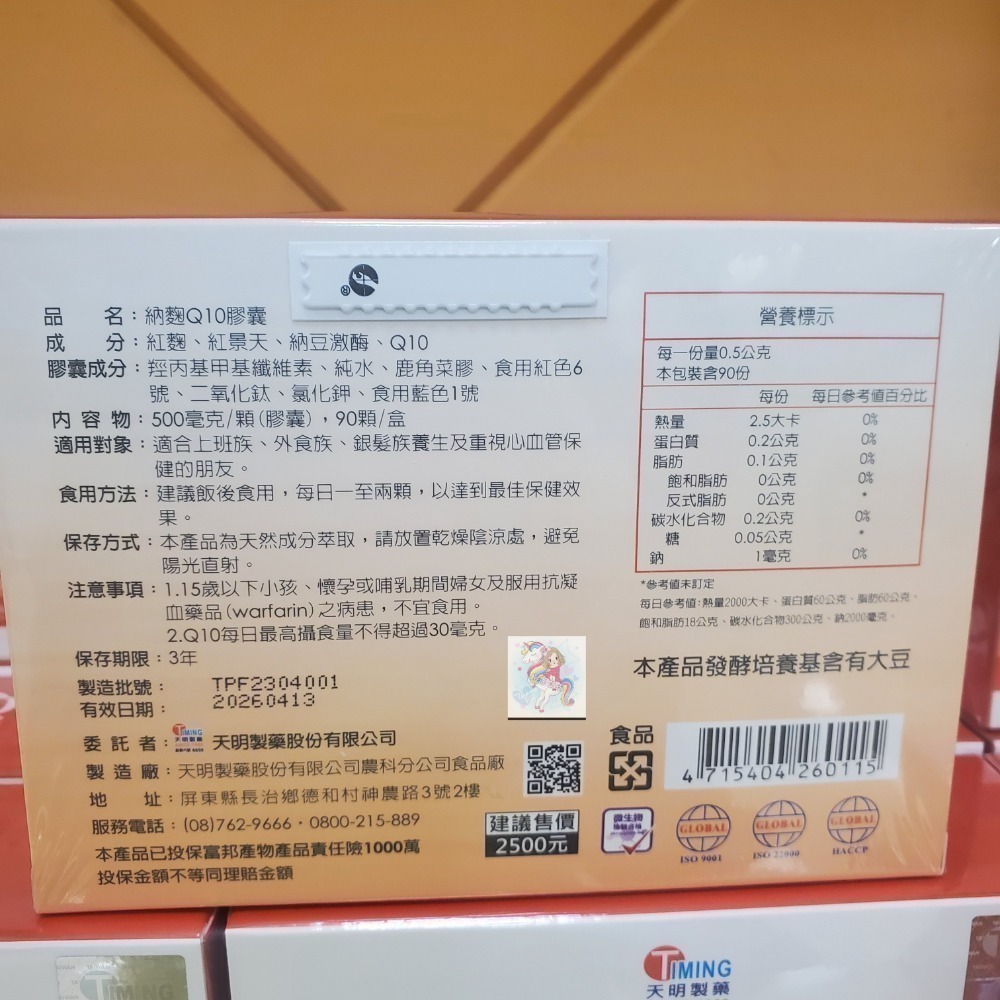 ®
品 名：納麴Q10膠囊
成 分：紅麴、紅景天、納豆激酶、Q10
膠囊成分：羥丙基甲基纖維素、純水、鹿角菜膠、食用紅色6
號、二氧化鈦、氯化鉀、食用藍色1號
內 容 物：500毫克/顆(膠囊)，90顆/盒
適用對象：適合上班族、外食族、銀髮族養生及重視心血管保
健的朋友。
食用方法：建議飯後食用，每日一至兩顆，以達到最佳保健效
果。
保存方式：本產品為天然成分萃取，請放置乾燥陰涼處，避免
陽光直射。
注意事項：1.15歲以下小孩、懷孕或哺乳期間婦女及服用抗凝
血藥品(warfarin)之病患，不宜食用。
2.Q10每日最高攝食量不得超過30毫克。
保存期限：3年
製造批號：TPF2304001
有效日期：20260413
委 託 者：TIMING 天明製藥 天明製藥股份有限公司
製 造 廠：天明製藥股份有限公司農科分公司食品廠
地 址：屏東縣長治鄉德和村神農路3號2樓
服務電話：(08)762-9666・0800-215-889
本產品已投保富邦產物產品責任險1000萬
投保金額不等同理賠金額
建議售價
2500元
營養標示
每一份量0.5公克
本包裝含90份
每份 每日參考值百分比
熱量 2.5大卡 0%
蛋白質 0.2公克 0%
脂肪 0.1公克 0%
飽和脂肪 0公克 0%
反式脂肪 0公克 *
碳水化合物 0.2公克 0%
糖 0.05公克 *
鈉 1毫克 0%
*參考值未訂定
每日參考值:熱量2000大卡、蛋白質60公克、脂肪60公克、
飽和脂肪18公克、碳水化合物300公克、鈉2000毫克。
本產品發酵培養基含有大豆
食品
4 715404 260115
微生物
GLOBAL
ISO 9001
GLOBAL
ISO 22000
GLOBAL
HACCP
TIMING
天明製藥
TIMING